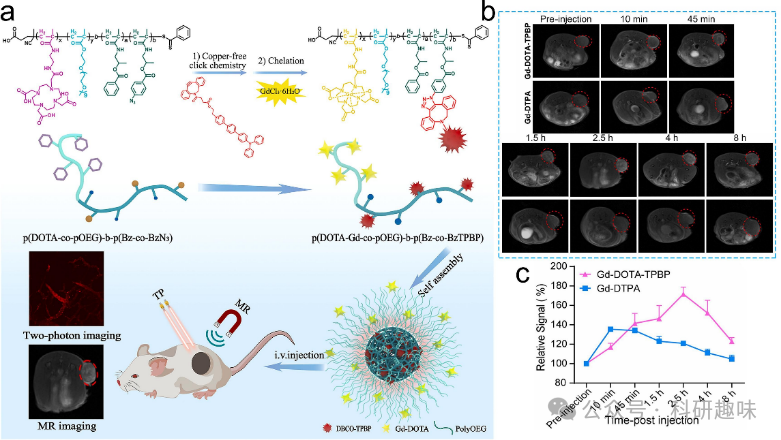 a
HOOC
1) Copper-free
click chemistry
2) Chelation
GdCl₃·6H₂O
p(DOTA-co-pOEG)-b-p(Bz-co-BzN₃)
p(DOTA-Gd-co-pOEG)-b-p(Bz-co-BzTPBP)
Self assembly
TP
MR
Two-photon imaging
i.v.injection
MR imaging
DBCO-TPBP
Gd-DOTA
PolyOEG
b
Pre-injection
10 min
45 min
Gd-DOTA-TPBP
Gd-DTPA
1.5 h
2.5 h
4 h
8 h
c
Gd-DOTA-TPBP
Gd-DTPA
Relative Signal (%)
180
160
140
120
100
80
Pre-injection
10 min
45 min
1.5 h
2.5 h
4 h
8 h
Time-post injection
公众号 · 科研趣味